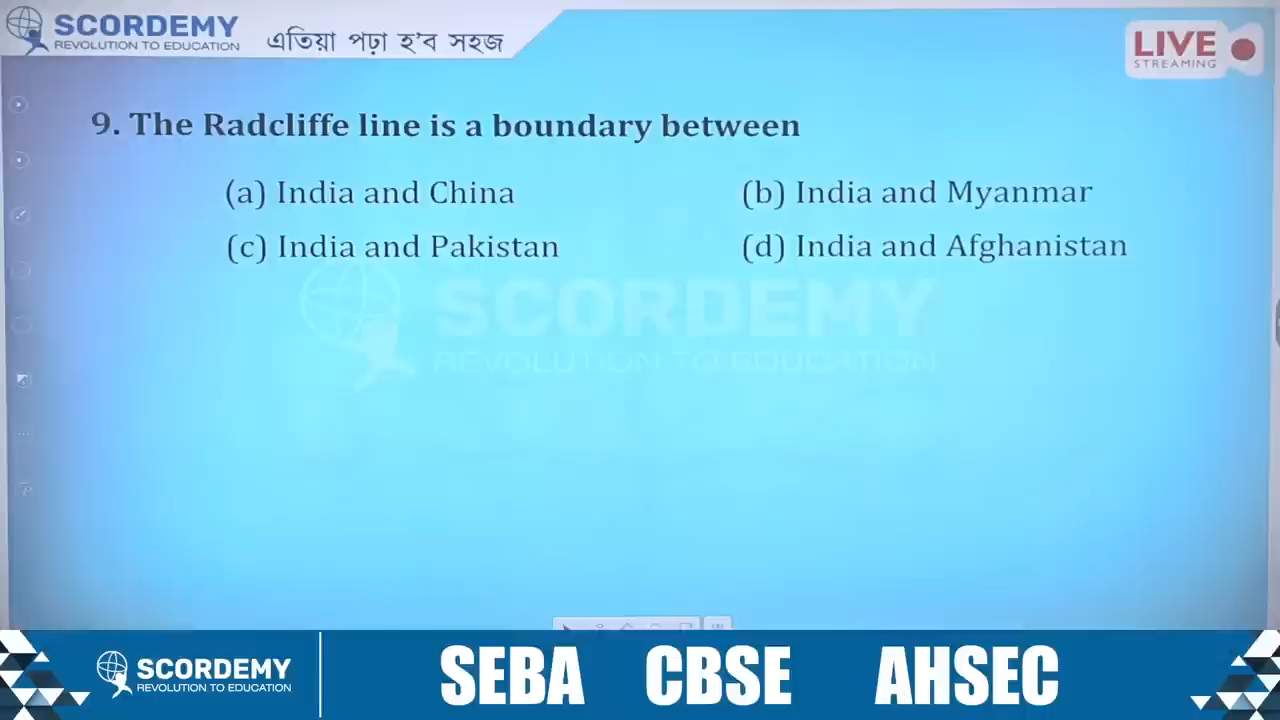 SCORDEMY
REVOLUTION TO EDUCATION
এতিয়া পঢ়া হ'ব সহজ
LIVE
STREAMING
9. The Radcliffe line is a boundary between
(a) India and China
(b) India and Myanmar
(c) India and Pakistan
(d) India and Afghanistan
SCORDEMY
REVOLUTION TO EDUCATION
SCORDEMY
REVOLUTION TO EDUCATION
SEBA CBSE AHSEC